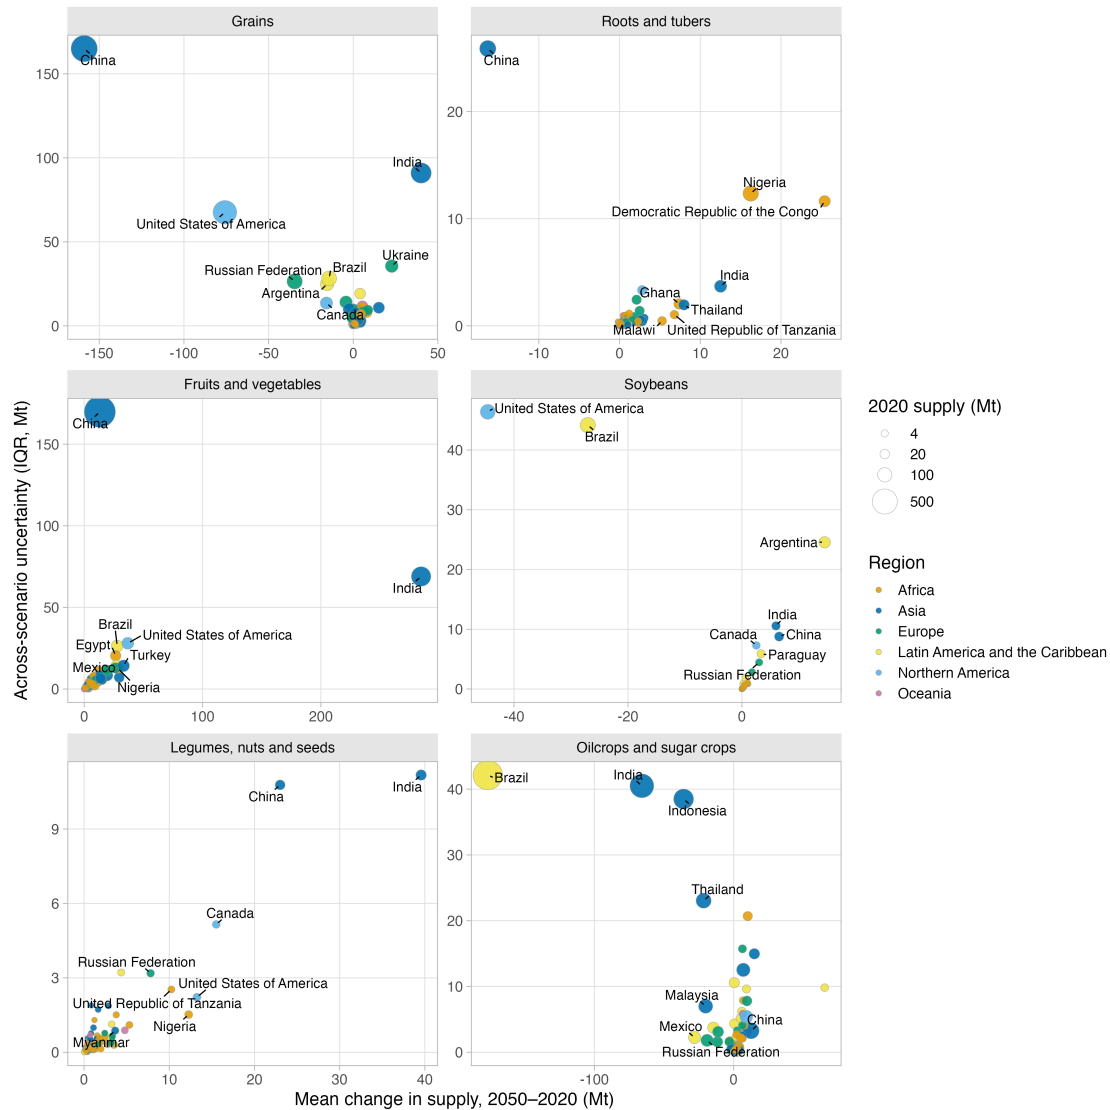 Grains
Roots and tubers
China
India
United States of America
Ukraine
Russian Federation
Brazil
Argentina
Canada
150
100
50
0
-150
-100
-50
0
50
China
Nigeria
Democratic Republic of the Congo
India
Ghana
Thailand
Malawi
United Republic of Tanzania
20
10
0
-10
0
10
20
Fruits and vegetables
Soybeans
China
India
Brazil
United States of America
Egypt
Turkey
Mexico
Nigeria
150
100
50
0
0
100
200
United States of America
Brazil
Argentina
India
Canada
China
Paraguay
Russian Federation
40
30
20
10
0
-40
-20
0
Legumes, nuts and seeds
Oilcrops and sugar crops
India
China
Canada
Russian Federation
United States of America
United Republic of Tanzania
Nigeria
Myanmar
9
6
3
0
0
10
20
30
40
Brazil
India
Indonesia
Thailand
Malaysia
Mexico
China
Russian Federation
40
30
20
10
0
-100
0
Across-scenario uncertainty (IQR, Mt)
Mean change in supply, 2050–2020 (Mt)
2020 supply (Mt)
4
20
100
500
Region
Africa
Asia
Europe
Latin America and the Caribbean
Northern America
Oceania